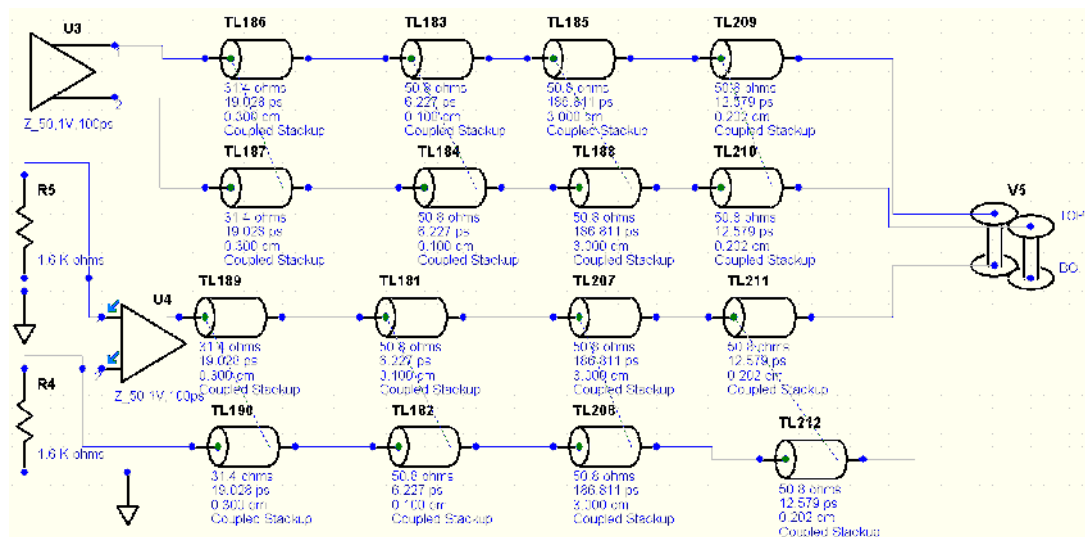 TL186
TL183
TL185
TL209
U3
31.4 ohms
19.028 ps
0.300 cm
Coupled Stackup
50.8 ohms
6.227 ps
0.100 cm
Coupled Stackup
50.8 ohms
186.811 ps
3.000 cm
Coupled Stackup
50.8 ohms
12.579 ps
0.202 cm
Coupled Stackup
Z_50,1V,100ps
TL187
TL184
TL188
TL210
R5
31.4 ohms
19.028 ps
0.300 cm
Coupled Stackup
50.8 ohms
6.227 ps
0.100 cm
Coupled Stackup
50.8 ohms
186.811 ps
3.000 cm
Coupled Stackup
50.8 ohms
12.579 ps
0.202 cm
Coupled Stackup
V5
TOP
1.6 K ohms
TL189
TL181
TL207
TL211
U4
31.4 ohms
19.028 ps
0.300 cm
Coupled Stackup
50.8 ohms
6.227 ps
0.100 cm
Coupled Stackup
50.8 ohms
186.811 ps
3.000 cm
Coupled Stackup
50.8 ohms
12.579 ps
0.202 cm
Coupled Stackup
R4
Z_50,1V,100ps
TL190
TL182
TL208
TL212
1.6 K ohms
31.4 ohms
19.028 ps
0.300 cm
Coupled Stackup
50.8 ohms
6.227 ps
0.100 cm
Coupled Stackup
50.8 ohms
186.811 ps
3.000 cm
Coupled Stackup
50.8 ohms
12.579 ps
0.202 cm
Coupled Stackup